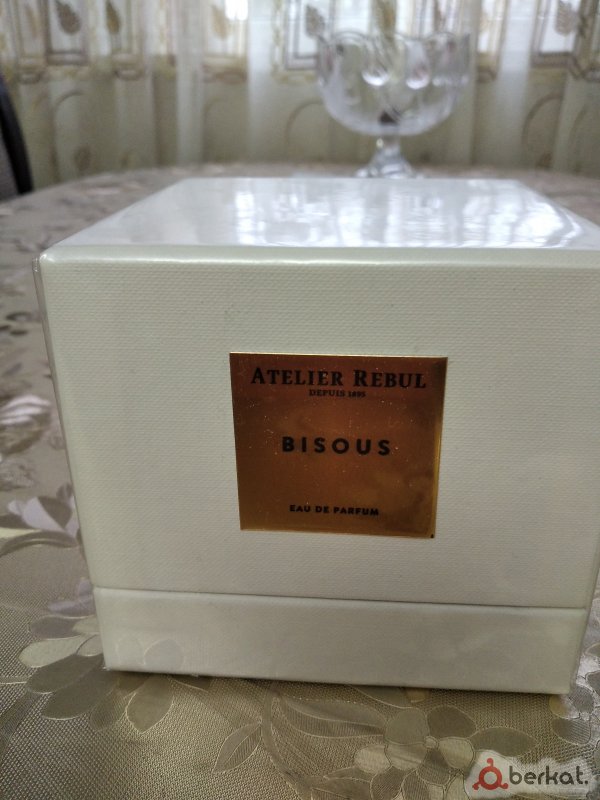 ATELIER REBUL
DEPUIS 1895
BISOUS
EAU DE PARFUM
berkat.